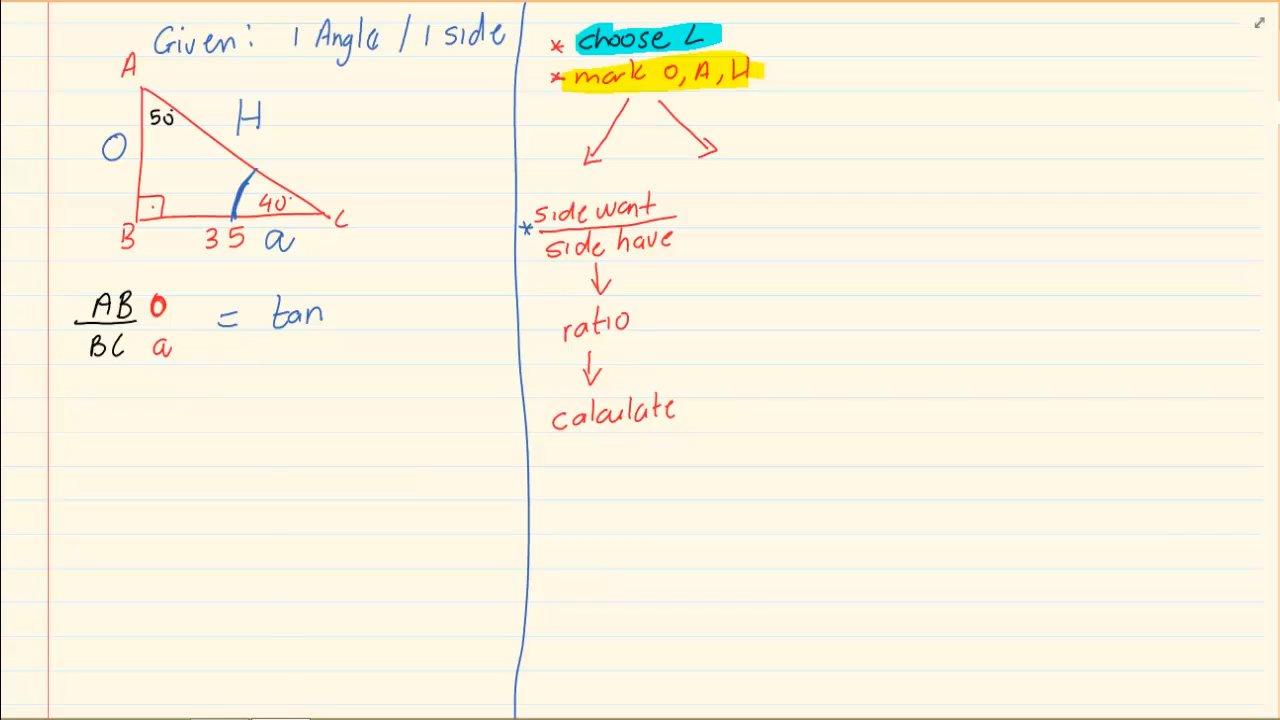 Given: 1 Angle / 1 side
A
50°
H
O
40°
B
35 a
C
AB O = tan
BC a
* choose L
* mark O, A, H
* side want
side have
ratio
calculate